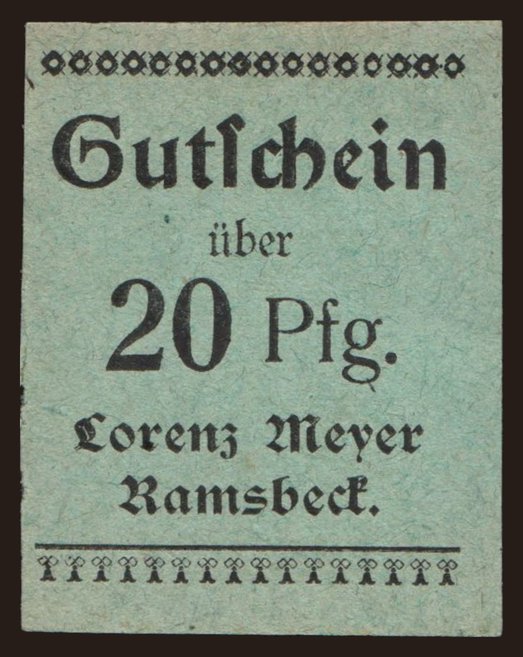 Gutſchein
über
20 Pfg.
Lorenz Meyer
Ramsbeck.